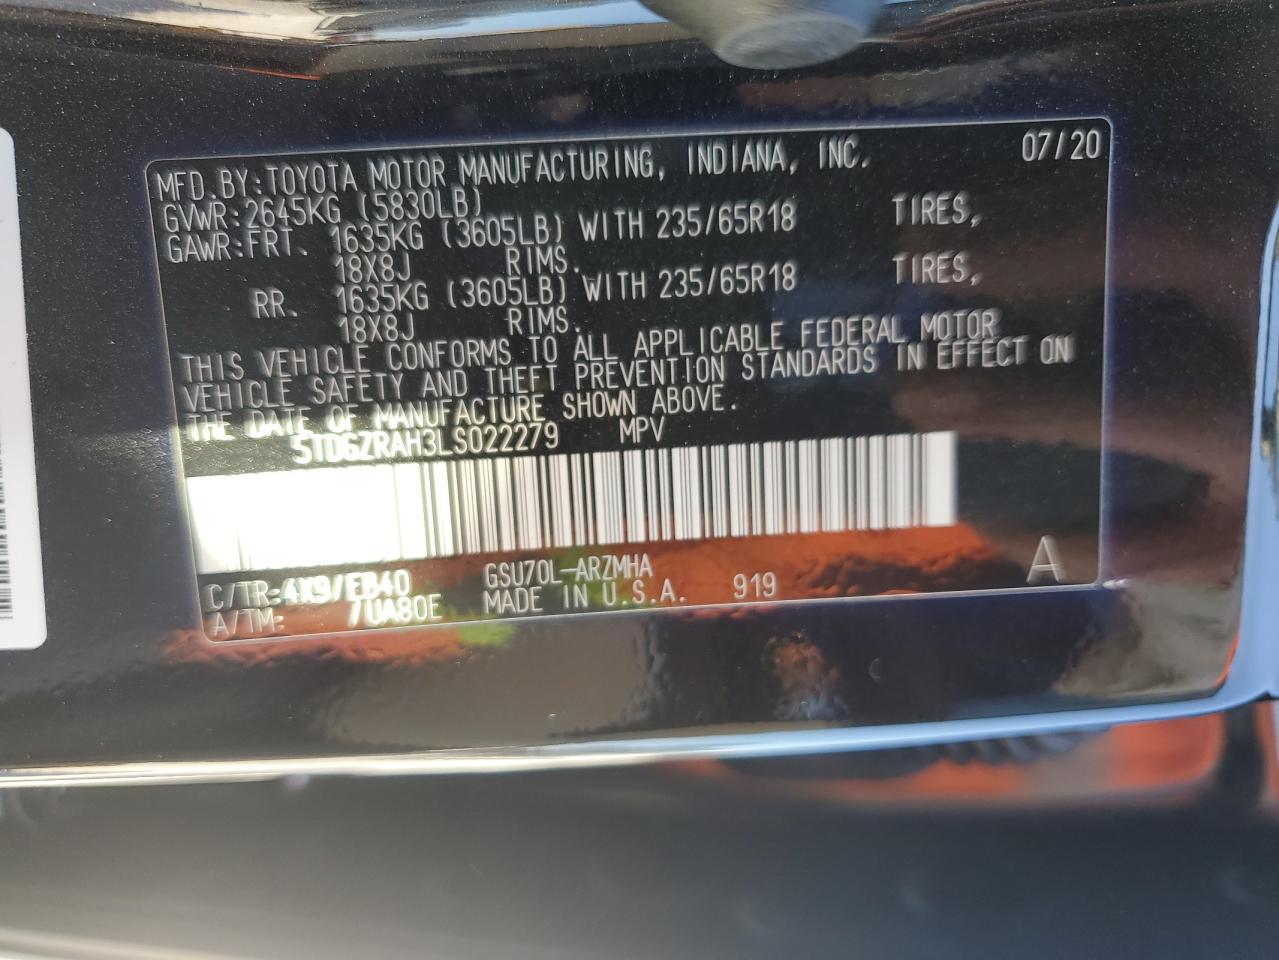 MFD. BY: TOYOTA MOTOR MANUFACTURING, INDIANA, INC. 07/20
GVWR: 2645KG (5830LB)
GAWR: FRT. 1635KG (3605LB) WITH 235/65R18 TIRES,
18X8J RIMS.
RR. 1635KG (3605LB) WITH 235/65R18 TIRES,
18X8J RIMS.
THIS VEHICLE CONFORMS TO ALL APPLICABLE FEDERAL MOTOR
VEHICLE SAFETY AND THEFT PREVENTION STANDARDS IN EFFECT ON
THE DATE OF MANUFACTURE SHOWN ABOVE.
5TDGZRAH3LS022279 MPV
C/TR: 4X9/EB40 GSU70L-ARZMHA
A/TM: /UA80E MADE IN U.S.A. 919 A